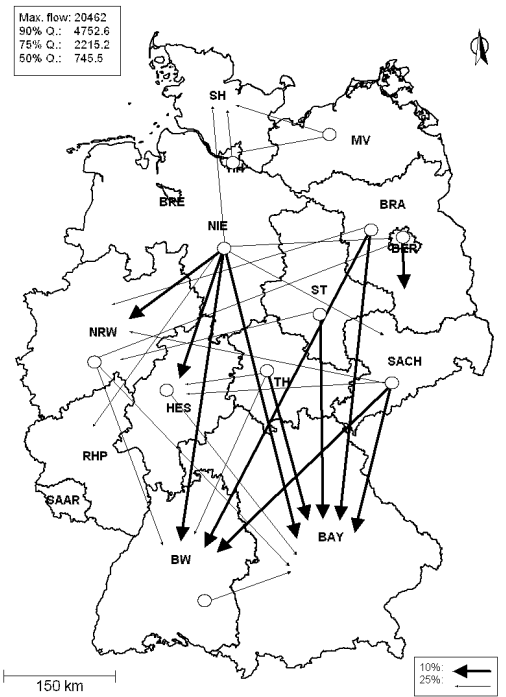 Max. flow: 20462
90% Q.: 4752.6
75% Q.: 2215.2
50% Q.: 745.5
SH
MV
BRE
BRA
NIE
BER
ST
NRW
SACH
TH
HES
RHP
SAAR
BAY
BW
10%:
25%:
150 km